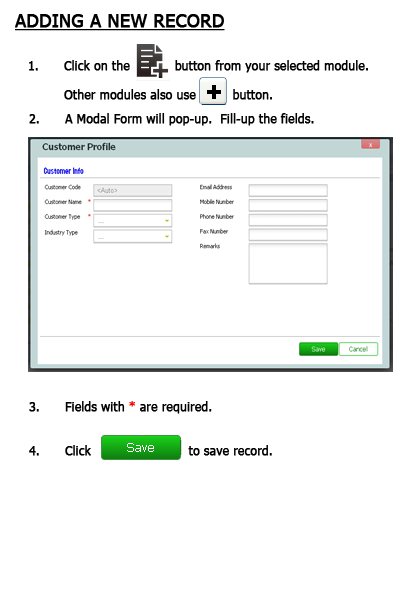 ADDING A NEW RECORD
1. Click on the button from your selected module.
Other modules also use button.
2. A Modal Form will pop-up. Fill-up the fields.
Customer Profile x
Customer Info
Customer Code <Auto> Email Address
Customer Name * Mobile Number
Customer Type * ... Phone Number
Industry Type ... Fax Number
Remarks
Save Cancel
3. Fields with * are required.
4. Click Save to save record.